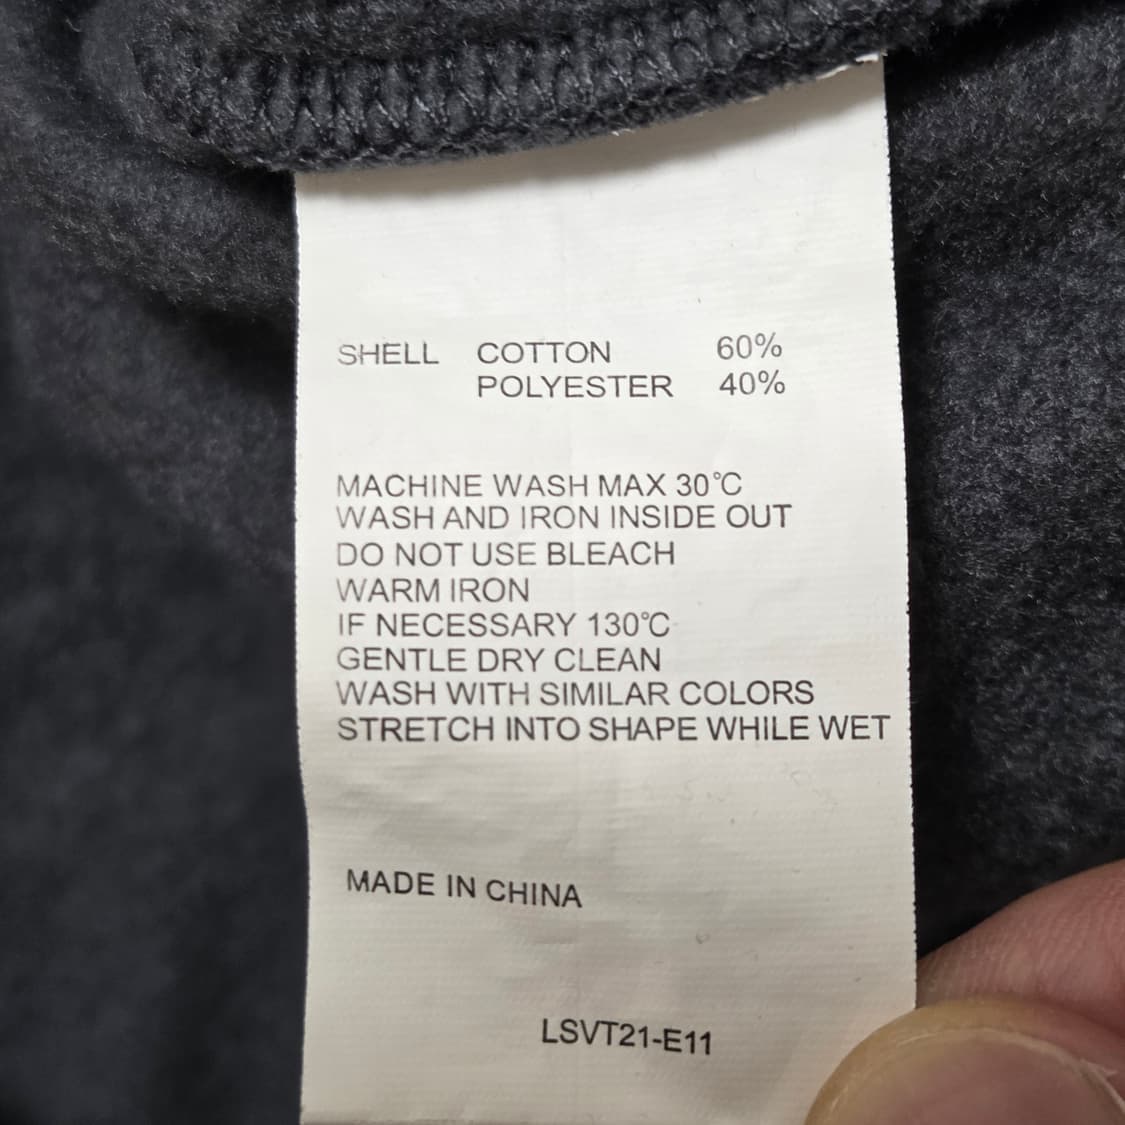 SHELL COTTON 60%
POLYESTER 40%
MACHINE WASH MAX 30℃
WASH AND IRON INSIDE OUT
DO NOT USE BLEACH
WARM IRON
IF NECESSARY 130℃
GENTLE DRY CLEAN
WASH WITH SIMILAR COLORS
STRETCH INTO SHAPE WHILE WET
MADE IN CHINA
LSVT21-E11